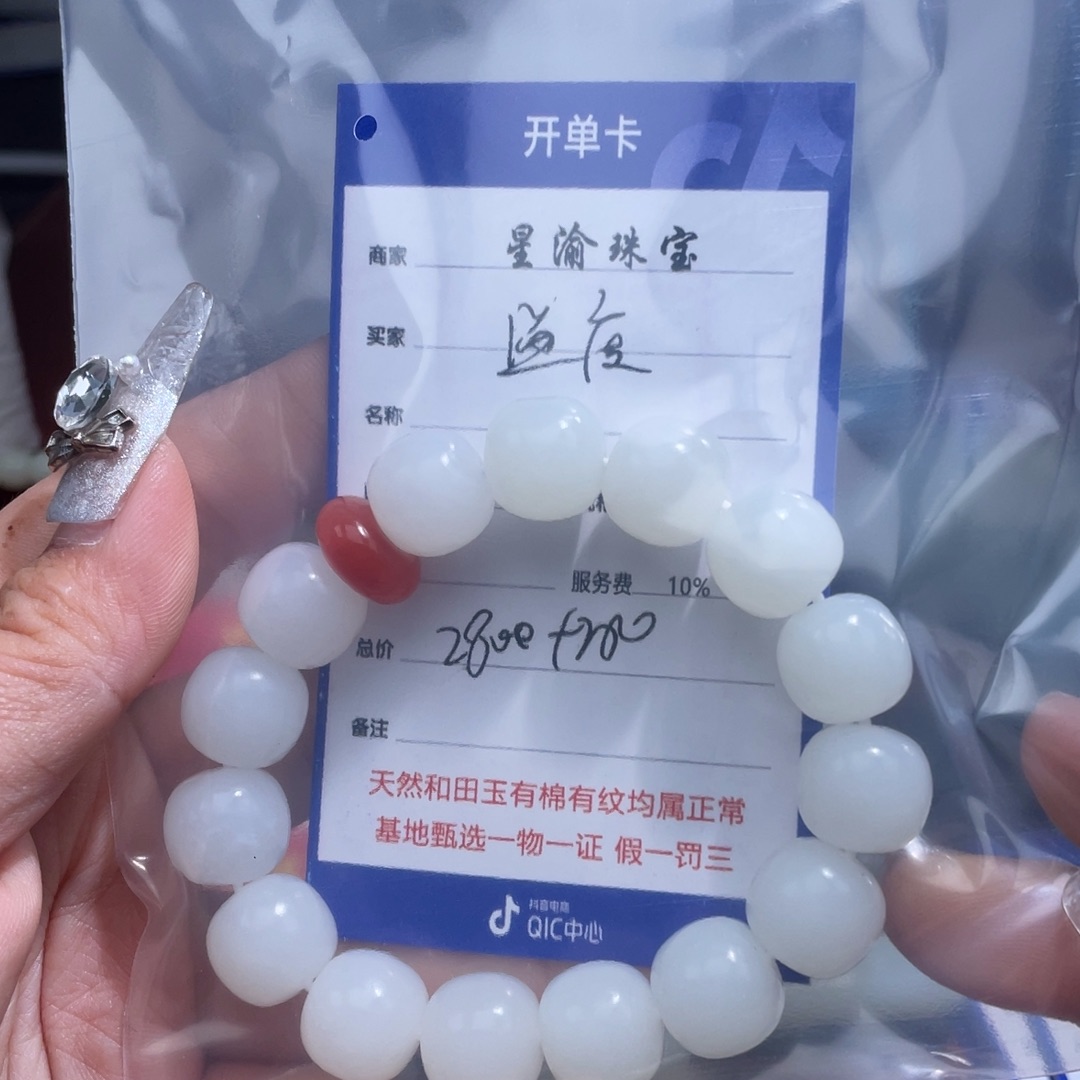 开单卡
商家 星渝珠宝
买家 溢度
名称
服务费 10%
总价 2800+280
备注
天然和田玉有棉有纹均属正常
基地甄选一物一证 假一罚三
抖音电商
QIC中心